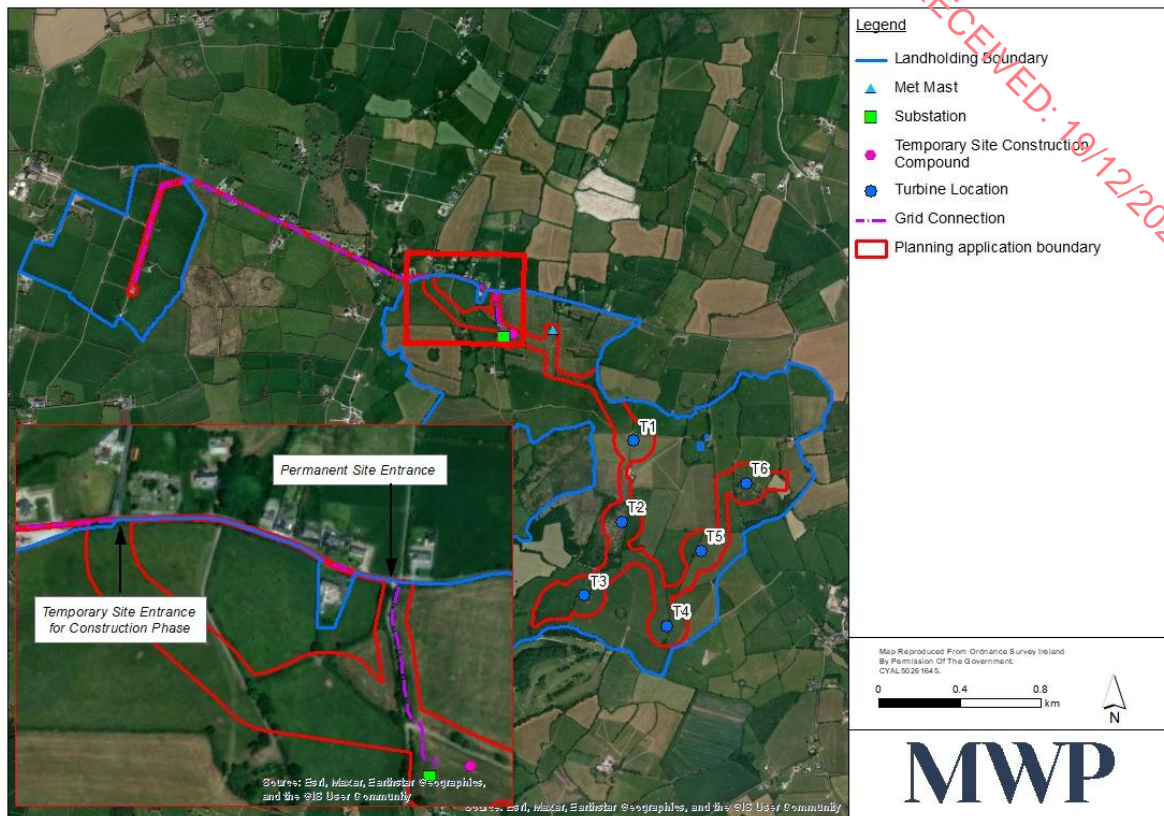 RECEIVED: 19/12/202
Legend
Landholding Boundary
Met Mast
Substation
Temporary Site Construction
Compound
Turbine Location
Grid Connection
Planning application boundary
T1
T6
T2
T5
T3
T4
Permanent Site Entrance
Temporary Site Entrance
for Construction Phase
Source: Esri, Maxar, Earthstar Geographics,
and the GIS User Community
Source: Esri, Maxar, Earthstar Geographics, and the GIS User Community
Map Reproduced From Ordnance Survey Ireland
By Permission Of The Government.
CYAL50261645.
0 0.4 0.8
km
N
MWP